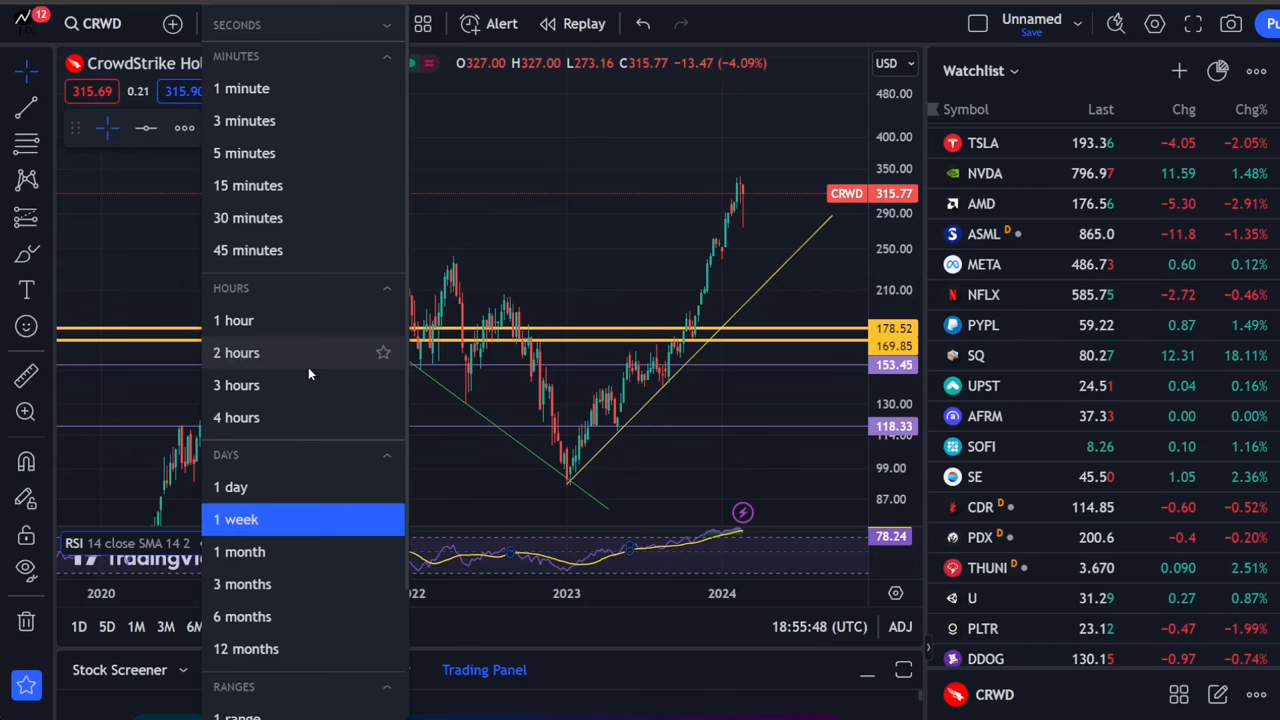 12
CRWD
SECONDS
Alert
Replay
Unnamed
Save
Pu
CrowdStrike Hol
O327.00 H327.00 L273.16 C315.77 −13.47 (−4.09%)
USD
315.69
0.21
315.90
MINUTES
1 minute
3 minutes
5 minutes
15 minutes
30 minutes
45 minutes
HOURS
1 hour
2 hours
3 hours
4 hours
DAYS
1 day
1 week
1 month
3 months
6 months
12 months
RANGES
480.00
400.00
350.00
CRWD 315.77
290.00
250.00
210.00
178.52
169.85
153.45
130.00
118.33
99.00
87.00
RSI 14 close SMA 14 2
78.24
2020
2023
2024
1D 5D 1M 3M 6M
18:55:48 (UTC)
ADJ
Stock Screener
Trading Panel
Watchlist
Symbol Last Chg Chg%
TSLA 193.36 −4.05 −2.05%
NVDA 796.97 11.59 1.48%
AMD 176.56 −5.30 −2.91%
ASML D 865.0 −11.8 −1.35%
META 486.73 0.60 0.12%
NFLX 585.75 −2.72 −0.46%
PYPL 59.22 0.87 1.49%
SQ 80.27 12.31 18.11%
UPST 24.51 0.04 0.16%
AFRM 37.33 0.00 0.00%
SOFI 8.26 0.10 1.16%
SE 45.50 1.05 2.36%
CDR D 114.85 −0.60 −0.52%
PDX D 200.6 −0.4 −0.20%
THUNI D 3.670 0.090 2.51%
U 31.29 0.27 0.87%
PLTR 23.12 −0.47 −1.99%
DDOG 130.15 −0.97 −0.74%
CRWD